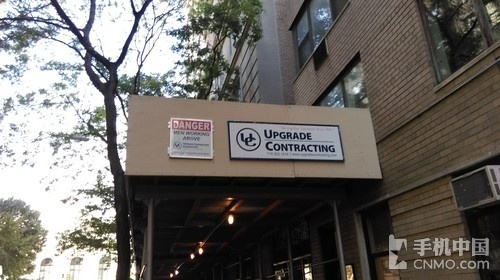 DANGER
MEN WORKING
ABOVE
UC
UPGRADE
CONTRACTING
手机中国
CNMO.com